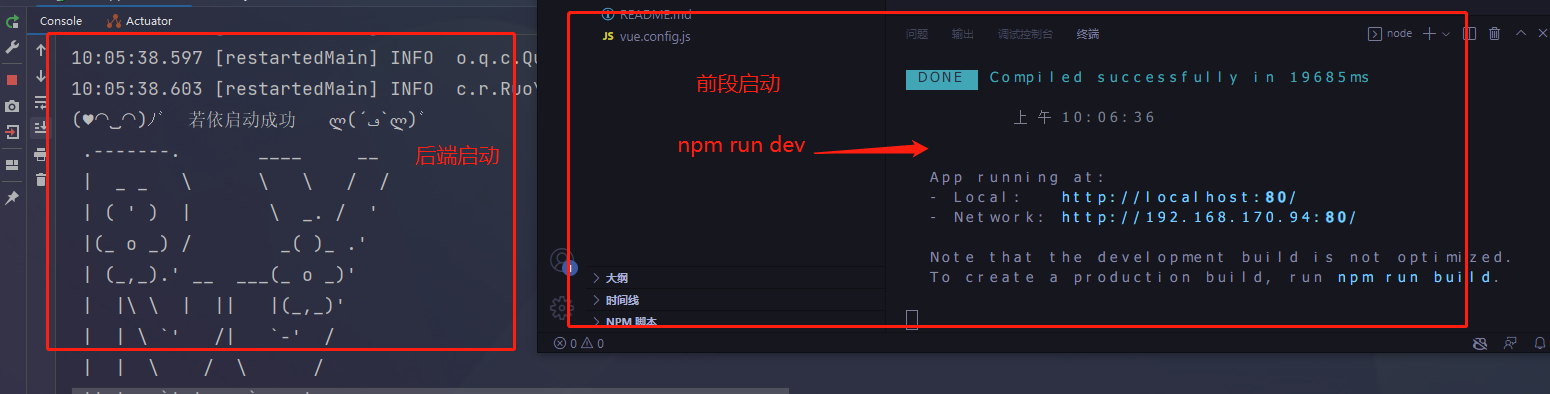 Console
Actuator
10:05:38.597 [restartedMain] INFO o.q.c.Qu
10:05:38.603 [restartedMain] INFO c.r.RuoY
(♥◠‿◠)ﾉﾞ 若依启动成功 ლ(´ڡ`ლ)ﾞ
.-------. ____ __
| _ _ \ \ \ / /
| ( ' ) | \ _. / '
|(_ o _) / _( )_ .'
| (_,_).' __ ___(_ o _)'
| |\ \ | || |(_,_)'
| | \ `' /| `-' /
| | \ / \ /
后端启动
README.md
JS vue.config.js
大纲
时间线
NPM 脚本
0 0
前段启动
npm run dev
问题 输出 调试控制台 终端
node
DONE Compiled successfully in 19685ms
上午10:06:36
App running at:
- Local: http://localhost:80/
- Network: http://192.168.170.94:80/
Note that the development build is not optimized.
To create a production build, run npm run build.